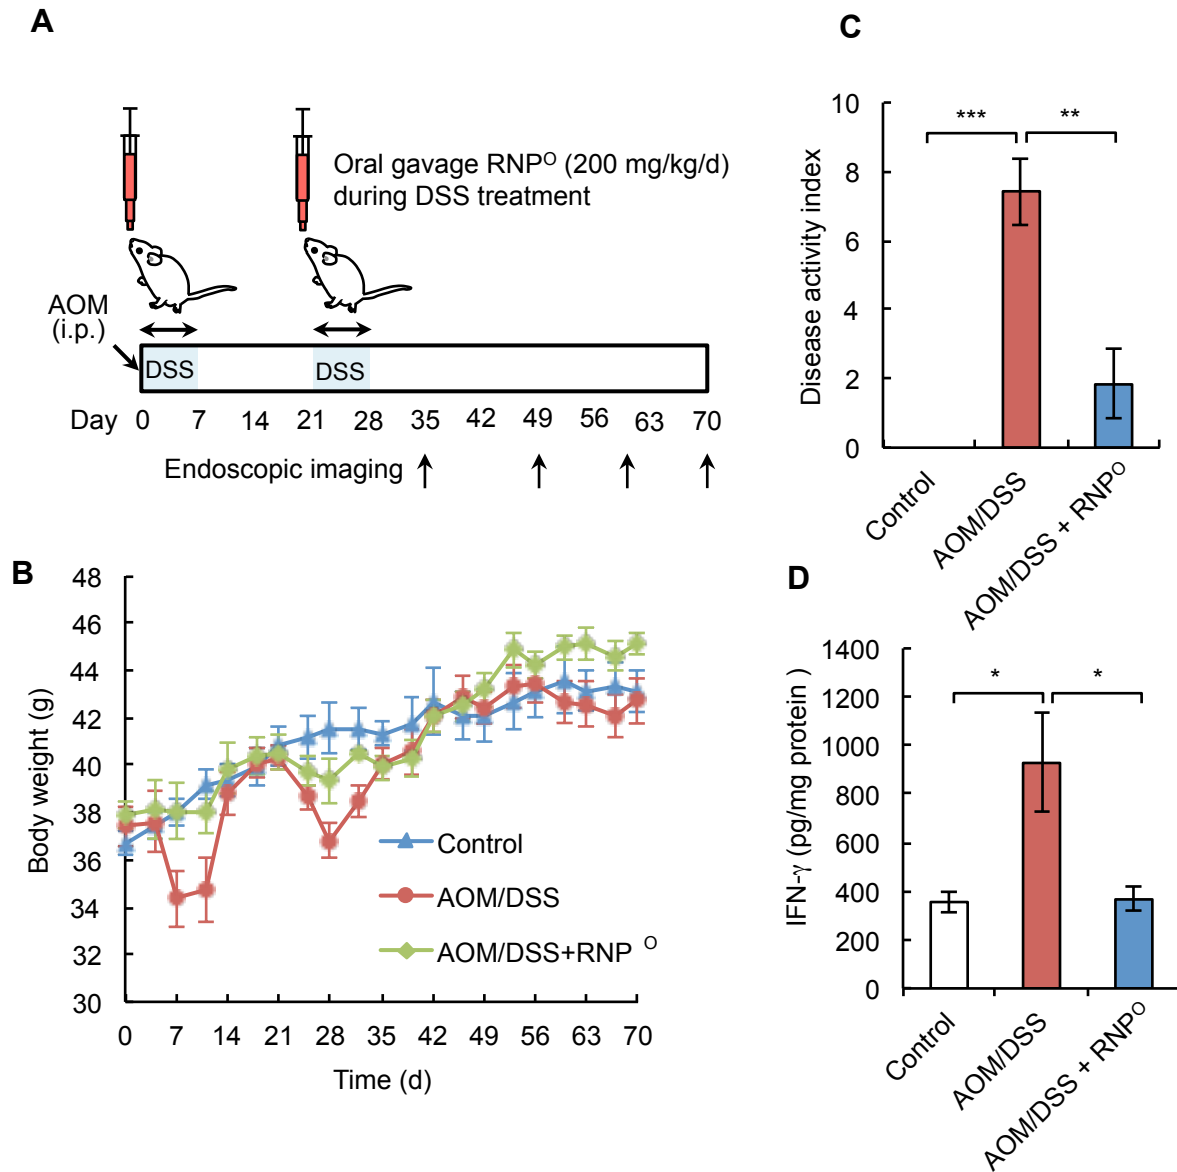 A
Oral gavage RNP^O (200 mg/kg/d)
during DSS treatment
AOM
(i.p.)
DSS DSS
Day 0 7 14 21 28 35 42 49 56 63 70
Endoscopic imaging
B
48
46
44
42
40
38
36
34
32
30
Body weight (g)
Control
AOM/DSS
AOM/DSS+RNP O
0 7 14 21 28 35 42 49 56 63 70
Time (d)
C
10
8
6
4
2
0
Disease activity index
*** **
Control
AOM/DSS
AOM/DSS + RNP^O
D
1400
1200
1000
800
600
400
200
0
IFN-γ (pg/mg protein )
* *
Control
AOM/DSS
AOM/DSS + RNP^O